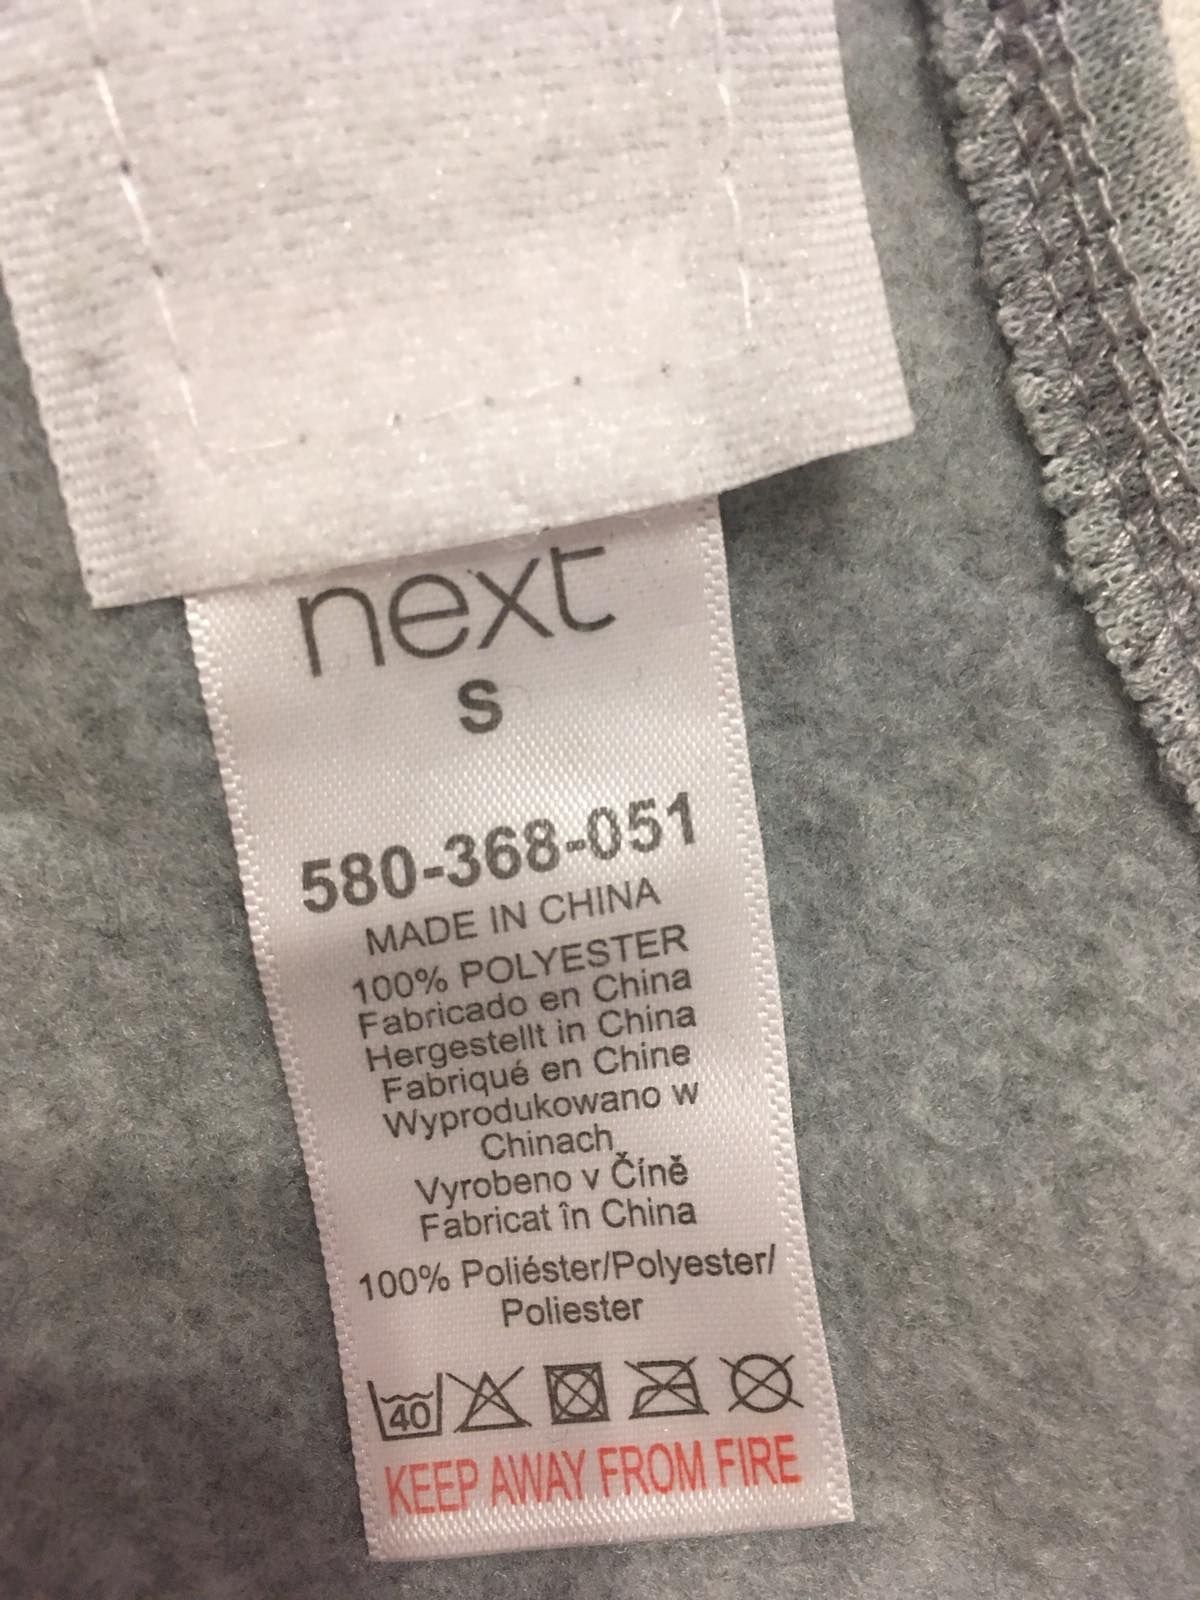 next
S
580-368-051
MADE IN CHINA
100% POLYESTER
Fabricado en China
Hergestellt in China
Fabriqué en Chine
Wyprodukowano w
Chinach
Vyrobeno v Číně
Fabricat în China
100% Poliéster/Polyester/
Poliester
40
KEEP AWAY FROM FIRE